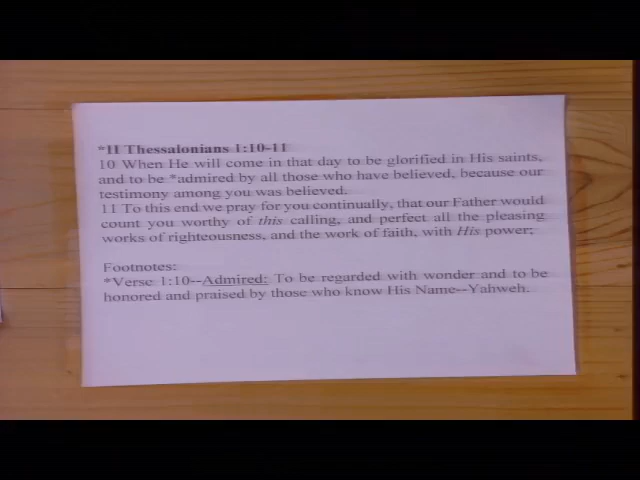 *II Thessalonians 1:10-11
10 When He will come in that day to be glorified in His saints,
and to be *admired by all those who have believed, because our
testimony among you was believed.
11 To this end we pray for you continually, that our Father would
count you worthy of this calling, and perfect all the pleasing
works of righteousness, and the work of faith, with His power;
Footnotes:
*Verse 1:10--Admired: To be regarded with wonder and to be
honored and praised by those who know His Name--Yahweh.